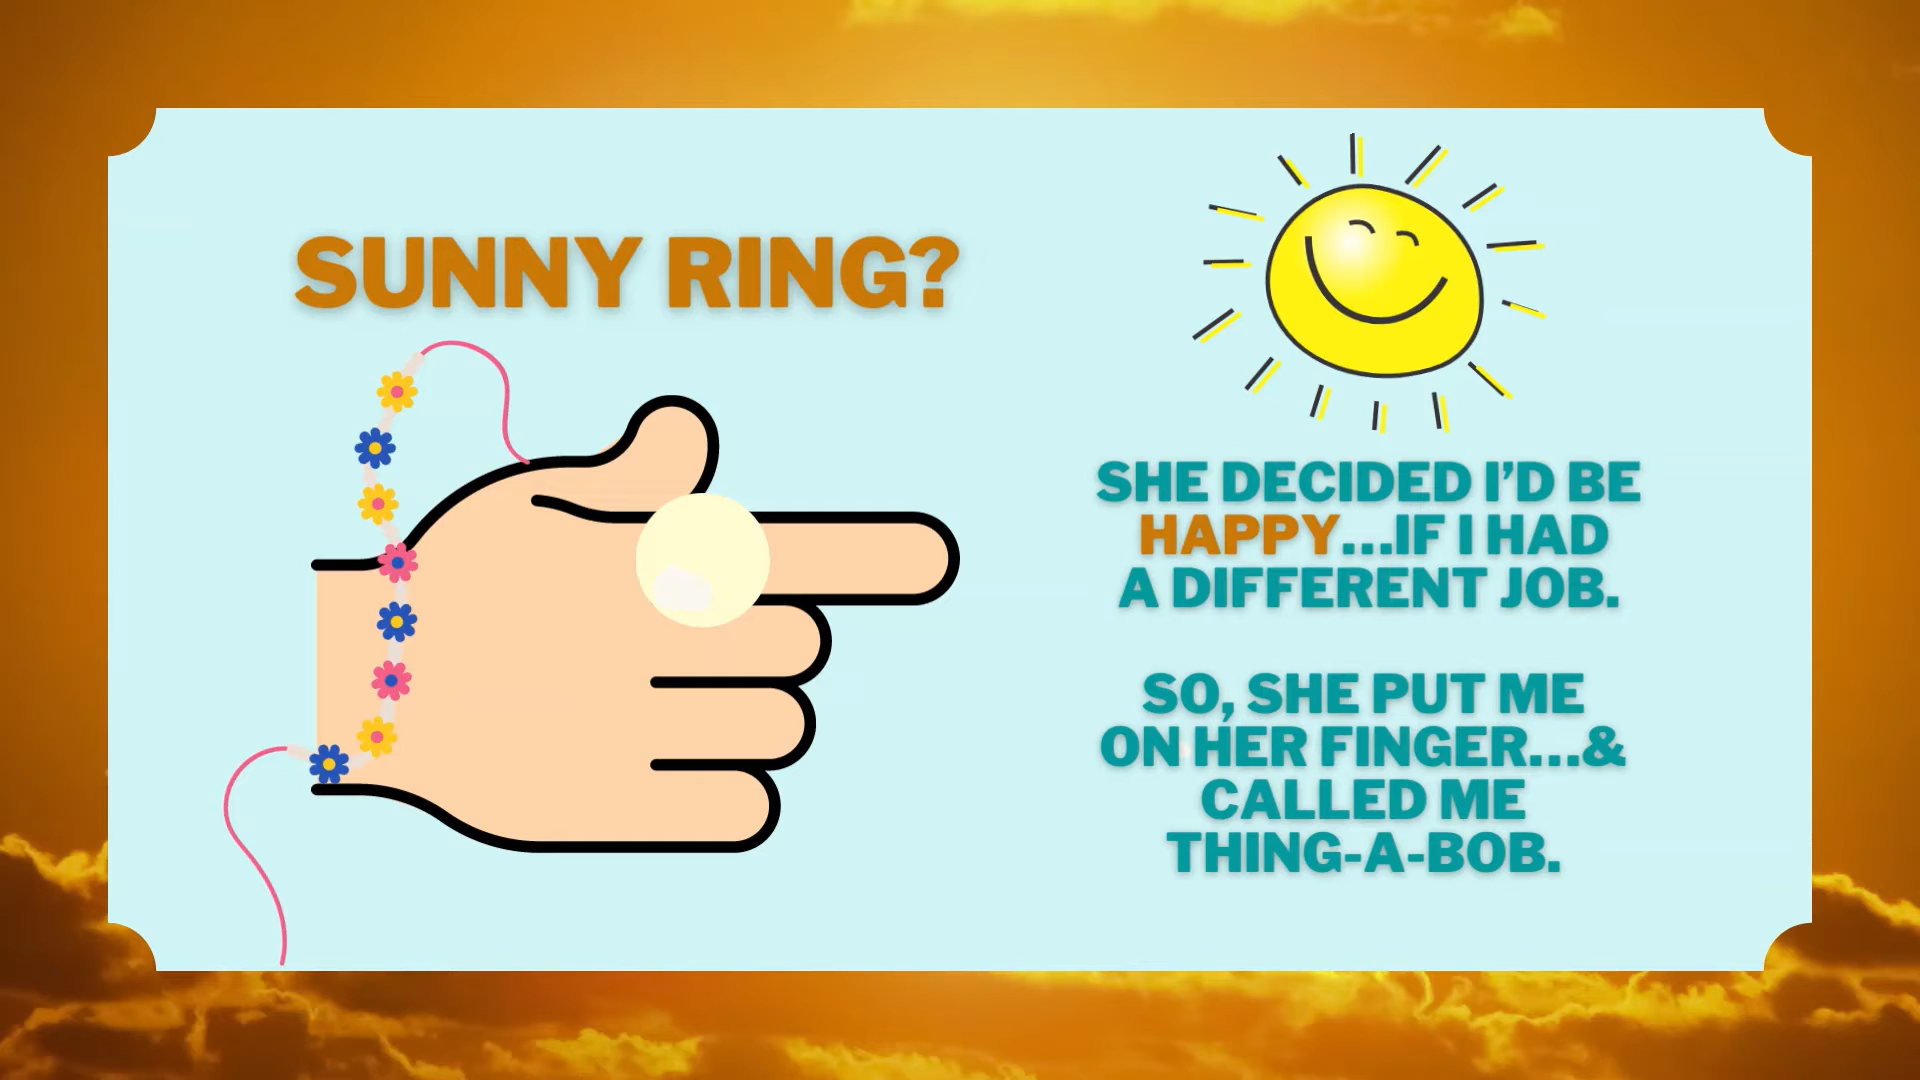 SUNNY RING?
SHE DECIDED I'D BE
HAPPY...IF I HAD
A DIFFERENT JOB.
SO, SHE PUT ME
ON HER FINGER...&
CALLED ME
THING-A-BOB.